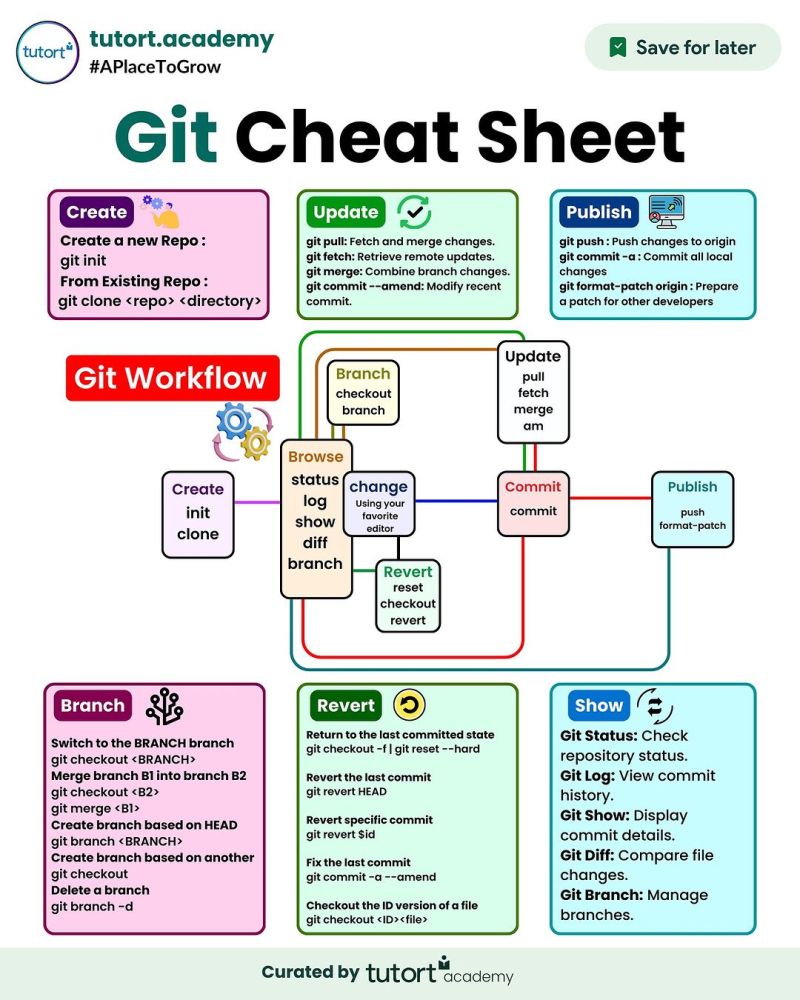 tutort
tutort.academy
#APlaceToGrow
Save for later
Git Cheat Sheet
Create
Create a new Repo :
git init
From Existing Repo :
git clone <repo> <directory>
Update
git pull: Fetch and merge changes.
git fetch: Retrieve remote updates.
git merge: Combine branch changes.
git commit --amend: Modify recent
commit.
Publish
git push : Push changes to origin
git commit -a : Commit all local
changes
git format-patch origin : Prepare
a patch for other developers
Git Workflow
Create
init
clone
Browse
status
log
show
diff
branch
Branch
checkout
branch
change
Using your
favorite
editor
Revert
reset
checkout
revert
Update
pull
fetch
merge
am
Commit
commit
Publish
push
format-patch
Branch
Switch to the BRANCH branch
git checkout <BRANCH>
Merge branch B1 into branch B2
git checkout <B2>
git merge <B1>
Create branch based on HEAD
git branch <BRANCH>
Create branch based on another
git checkout
Delete a branch
git branch -d
Revert
Return to the last committed state
git checkout -f | git reset --hard
Revert the last commit
git revert HEAD
Revert specific commit
git revert $id
Fix the last commit
git commit -a --amend
Checkout the ID version of a file
git checkout <ID><file>
Show
Git Status: Check
repository status.
Git Log: View commit
history.
Git Show: Display
commit details.
Git Diff: Compare file
changes.
Git Branch: Manage
branches.
Curated by tutort academy